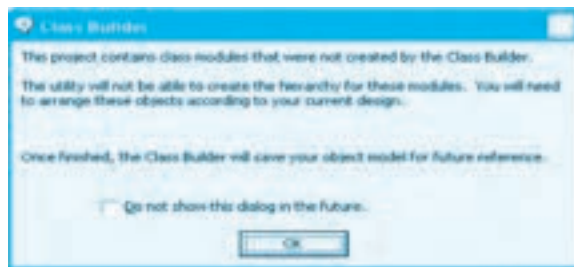 Class Builder
This project contains class modules that were not created by the Class Builder.
The utility will not be able to create the hierarchy for these modules. You will need
to arrange these objects according to your current design.
Once finished, the Class Builder will save your object model for future reference.
Do not show this dialog in the future.
OK